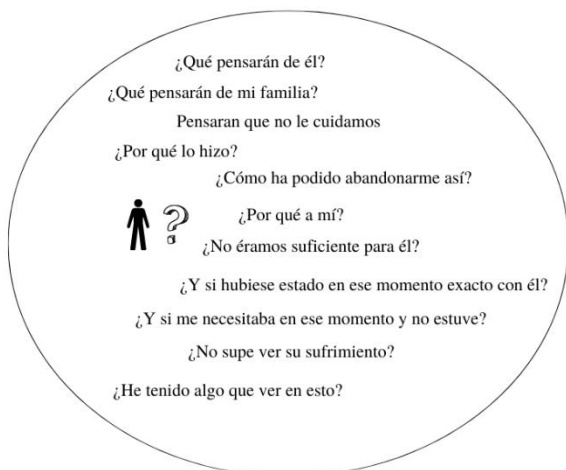 ¿Qué pensarán de él?
¿Qué pensarán de mi familia?
Pensaran que no le cuidamos
¿Por qué lo hizo?
¿Cómo ha podido abandonarme así?
¿Por qué a mí?
¿No éramos suficiente para él?
¿Y si hubiese estado en ese momento exacto con él?
¿Y si me necesitaba en ese momento y no estuve?
¿No supe ver su sufrimiento?
¿He tenido algo que ver en esto?